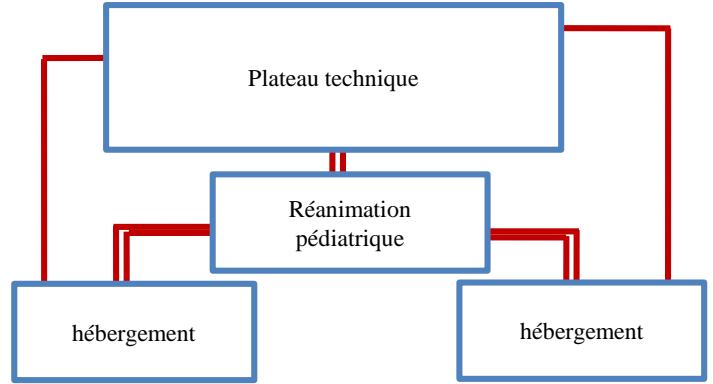 Plateau technique
Réanimation
pédiatrique
hébergement
hébergement